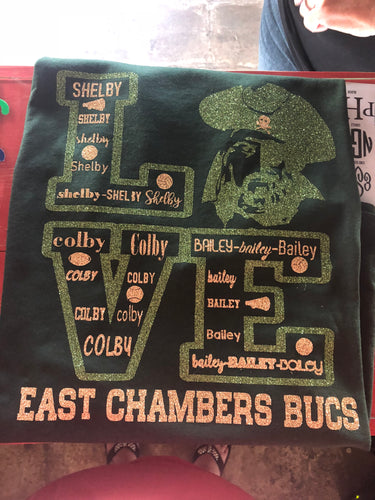 SHELBY
SHELBY
shelby
Shelby
shelby-SHELBY Shelby
L
VE
colby Colby
COLBY COLBY
COLBY colby
COLBY
BAILEY-bailey-Bailey
bailey
BAILEY
Bailey
bailey-BAILEY-BAILEY
EAST CHAMBERS BUCS